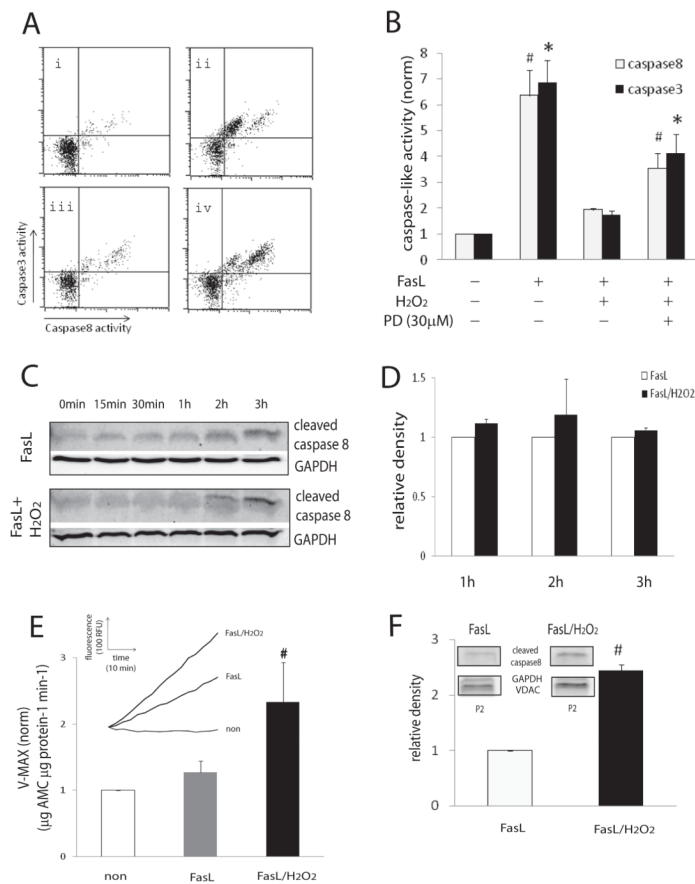 A
i
ii
iii
iv
Caspase3 activity
Caspase8 activity
B
caspase-like activity (norm)
8
7
6
5
4
3
2
1
0
caspase8
caspase3
#
*
#
*
FasL − + + +
H2O2 − − + +
PD (30μM) − − − +
C
0min 15min 30min 1h 2h 3h
FasL
cleaved
caspase 8
GAPDH
FasL+
H2O2
cleaved
caspase 8
GAPDH
D
relative density
1.5
1
0.5
0
FasL
FasL/H2O2
1h 2h 3h
E
fluorescence
(100 RFU)
time
(10 min)
FasL/H2O2
FasL
non
V-MAX (norm)
(μg AMC μg protein-1 min-1)
3
2
1
0
#
non FasL FasL/H2O2
F
relative density
3
2
1
0
FasL FasL/H2O2
cleaved
caspase8
GAPDH
VDAC
P2 P2
#
FasL FasL/H2O2